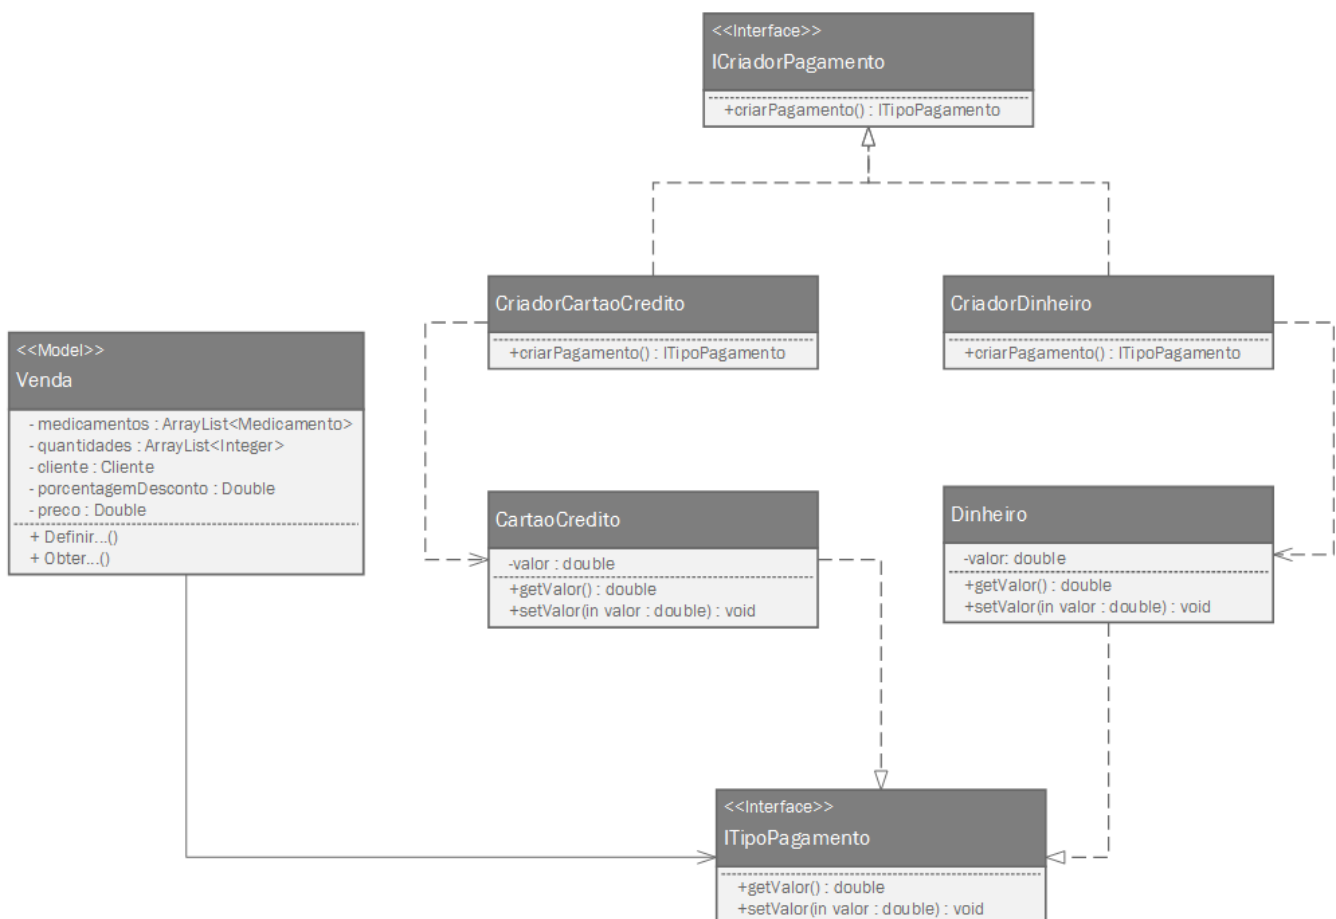 <<Interface>>
ICriadorPagamento
+criarPagamento() : ITipoPagamento
CriadorCartaoCredito
+criarPagamento() : ITipoPagamento
CriadorDinheiro
+criarPagamento() : ITipoPagamento
<<Model>>
Venda
- medicamentos : ArrayList<Medicamento>
- quantidades : ArrayList<Integer>
- cliente : Cliente
- porcentagemDesconto : Double
- preco : Double
+ Definir...()
+ Obter...()
CartaoCredito
-valor : double
+getValor() : double
+setValor(in valor : double) : void
Dinheiro
-valor: double
+getValor() : double
+setValor(in valor : double) : void
<<Interface>>
ITipoPagamento
+getValor() : double
+setValor(in valor : double) : void